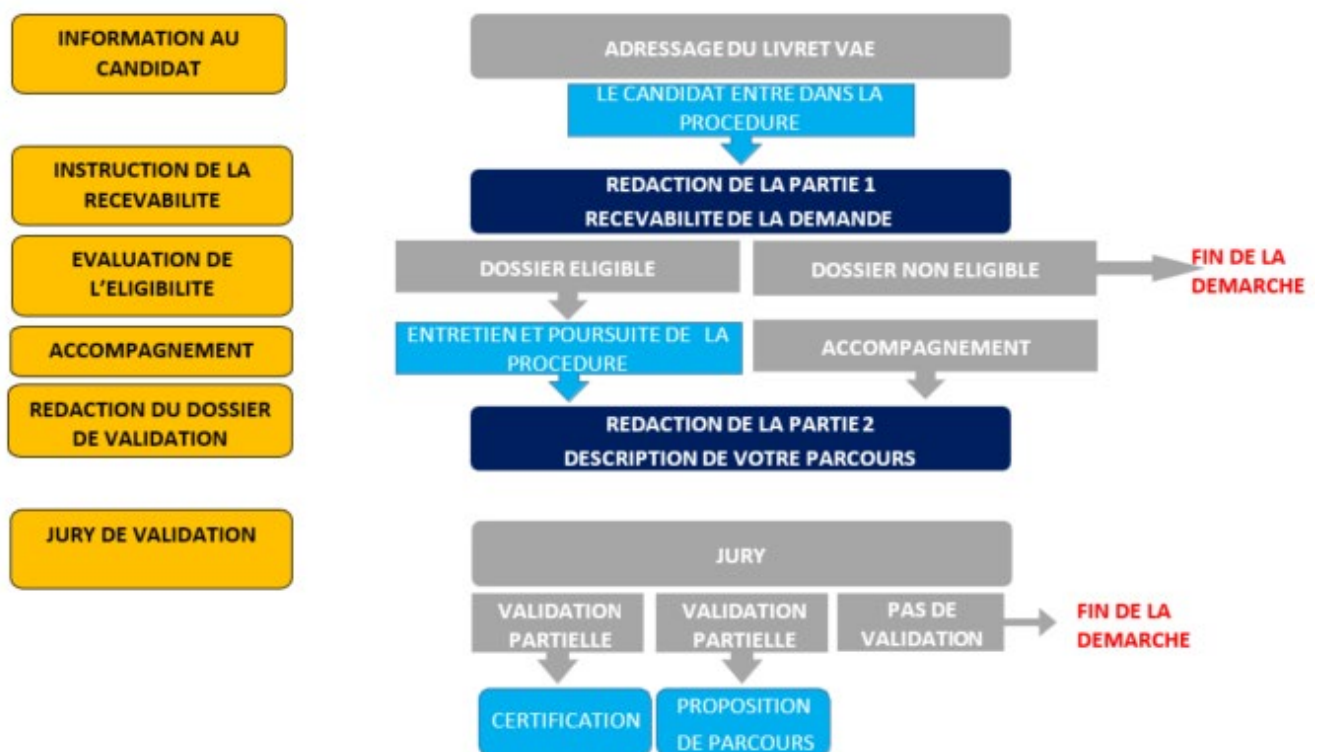 INFORMATION AU
CANDIDAT
ADRESSAGE DU LIVRET VAE
LE CANDIDAT ENTRE DANS LA
PROCEDURE
INSTRUCTION DE LA
RECEVABILITE
REDACTION DE LA PARTIE 1
RECEVABILITE DE LA DEMANDE
EVALUATION DE
L'ELIGIBILITE
DOSSIER ELIGIBLE
DOSSIER NON ELIGIBLE
FIN DE LA
DEMARCHE
ACCOMPAGNEMENT
ENTRETIEN ET POURSUITE DE LA
PROCEDURE
ACCOMPAGNEMENT
REDACTION DU DOSSIER
DE VALIDATION
REDACTION DE LA PARTIE 2
DESCRIPTION DE VOTRE PARCOURS
JURY DE VALIDATION
JURY
VALIDATION
PARTIELLE
VALIDATION
PARTIELLE
PAS DE
VALIDATION
FIN DE LA
DEMARCHE
CERTIFICATION
PROPOSITION
DE PARCOURS